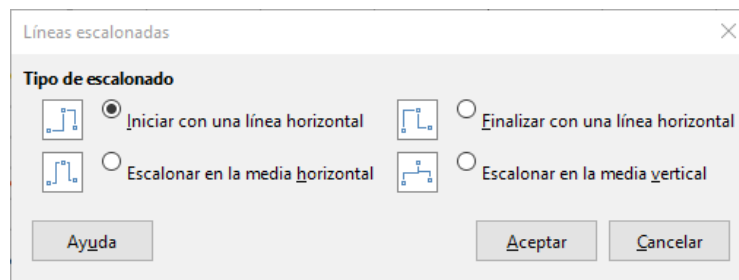 Líneas escalonadas
Tipo de escalonado
Iniciar con una línea horizontal
Finalizar con una línea horizontal
Escalonar en la media horizontal
Escalonar en la media vertical
Ayuda
Aceptar
Cancelar